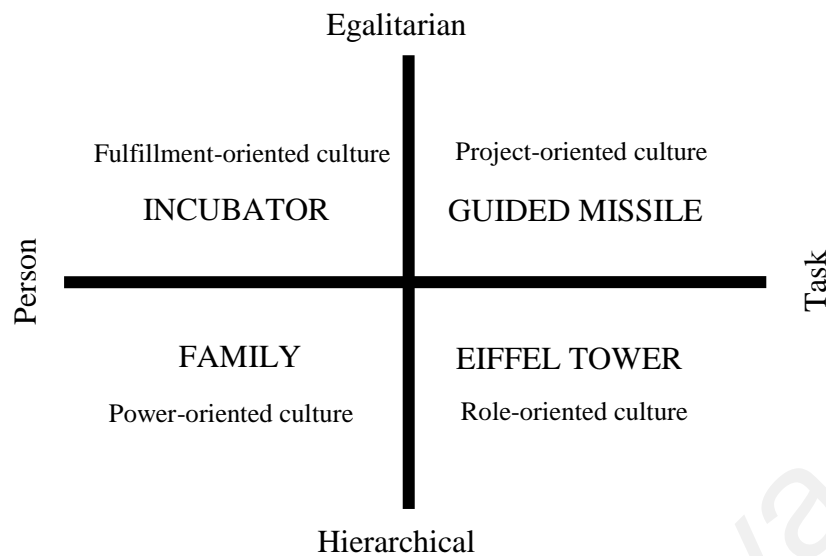 Egalitarian
Fulfillment-oriented culture
Project-oriented culture
INCUBATOR
GUIDED MISSILE
Person
Task
FAMILY
EIFFEL TOWER
Power-oriented culture
Role-oriented culture
Hierarchical